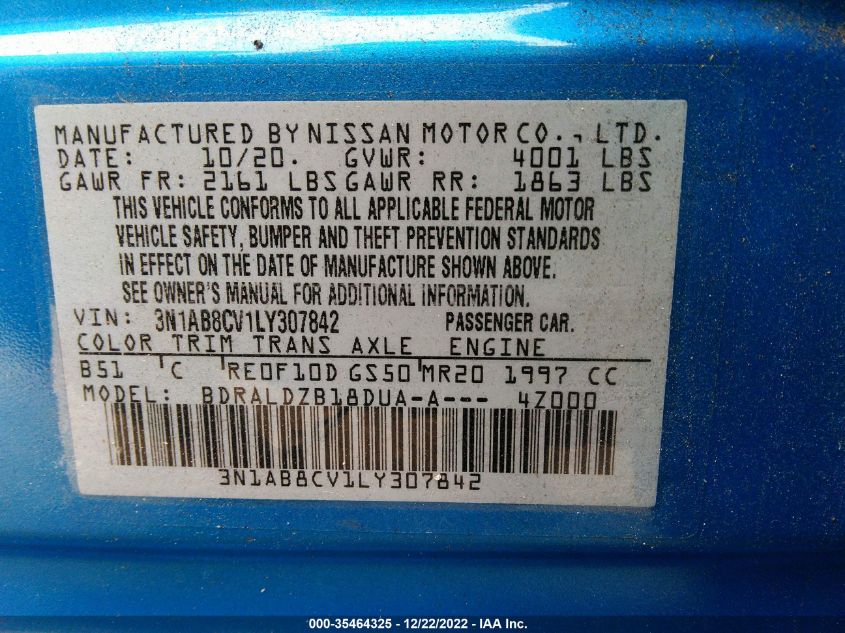 MANUFACTURED BY NISSAN MOTOR CO., LTD.
DATE: 10/20. GVWR: 4001 LBS
GAWR FR: 2161 LBS GAWR RR: 1863 LBS
THIS VEHICLE CONFORMS TO ALL APPLICABLE FEDERAL MOTOR
VEHICLE SAFETY, BUMPER AND THEFT PREVENTION STANDARDS
IN EFFECT ON THE DATE OF MANUFACTURE SHOWN ABOVE.
SEE OWNER'S MANUAL FOR ADDITIONAL INFORMATION.
VIN: 3N1AB8CV1LY307842 PASSENGER CAR.
COLOR TRIM TRANS AXLE ENGINE
B51 'C 'RE0F10D GS50'MR20 1997 CC
MODEL: BDRALDZB18DUA-A--- 4Z000
3N1AB8CV1LY307842
000-35464325 - 12/22/2022 - IAA Inc.